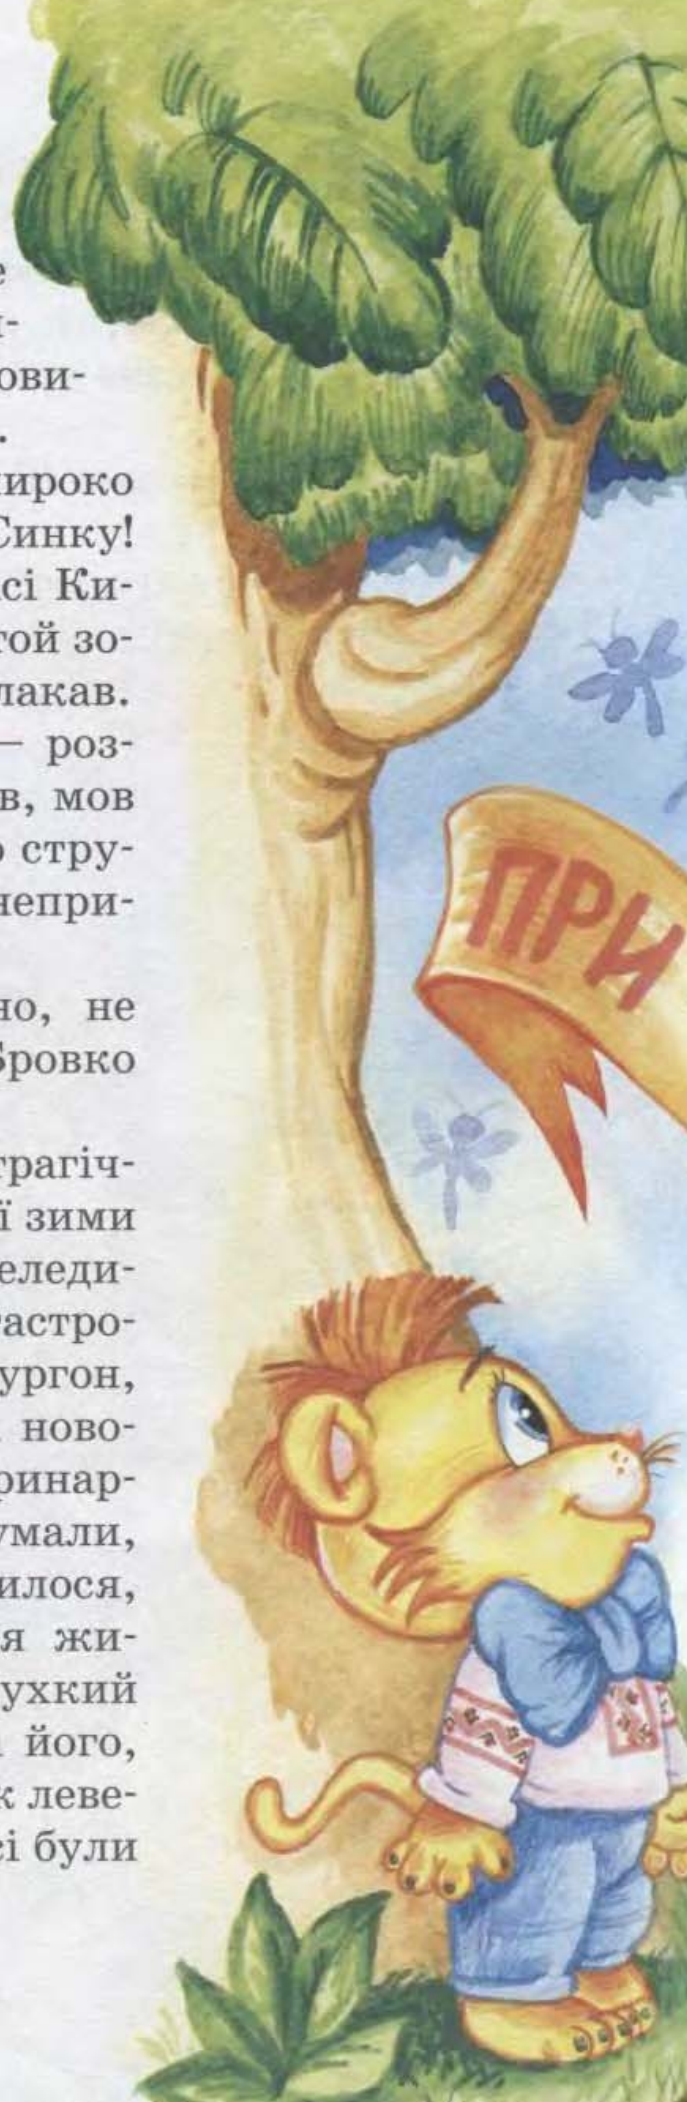 е
-
ови-
.
ироко
Синку!
сі Ки-
той зо-
лакав.
— роз-
в, мов
стру-
непри-
но, не
Бровко
трагіч-
ї зими
еледи-
астро-
ургон,
ново-
ринар-
умали,
илося,
я жи-
ухкий
його,
к леве-
сі були
ПРИ